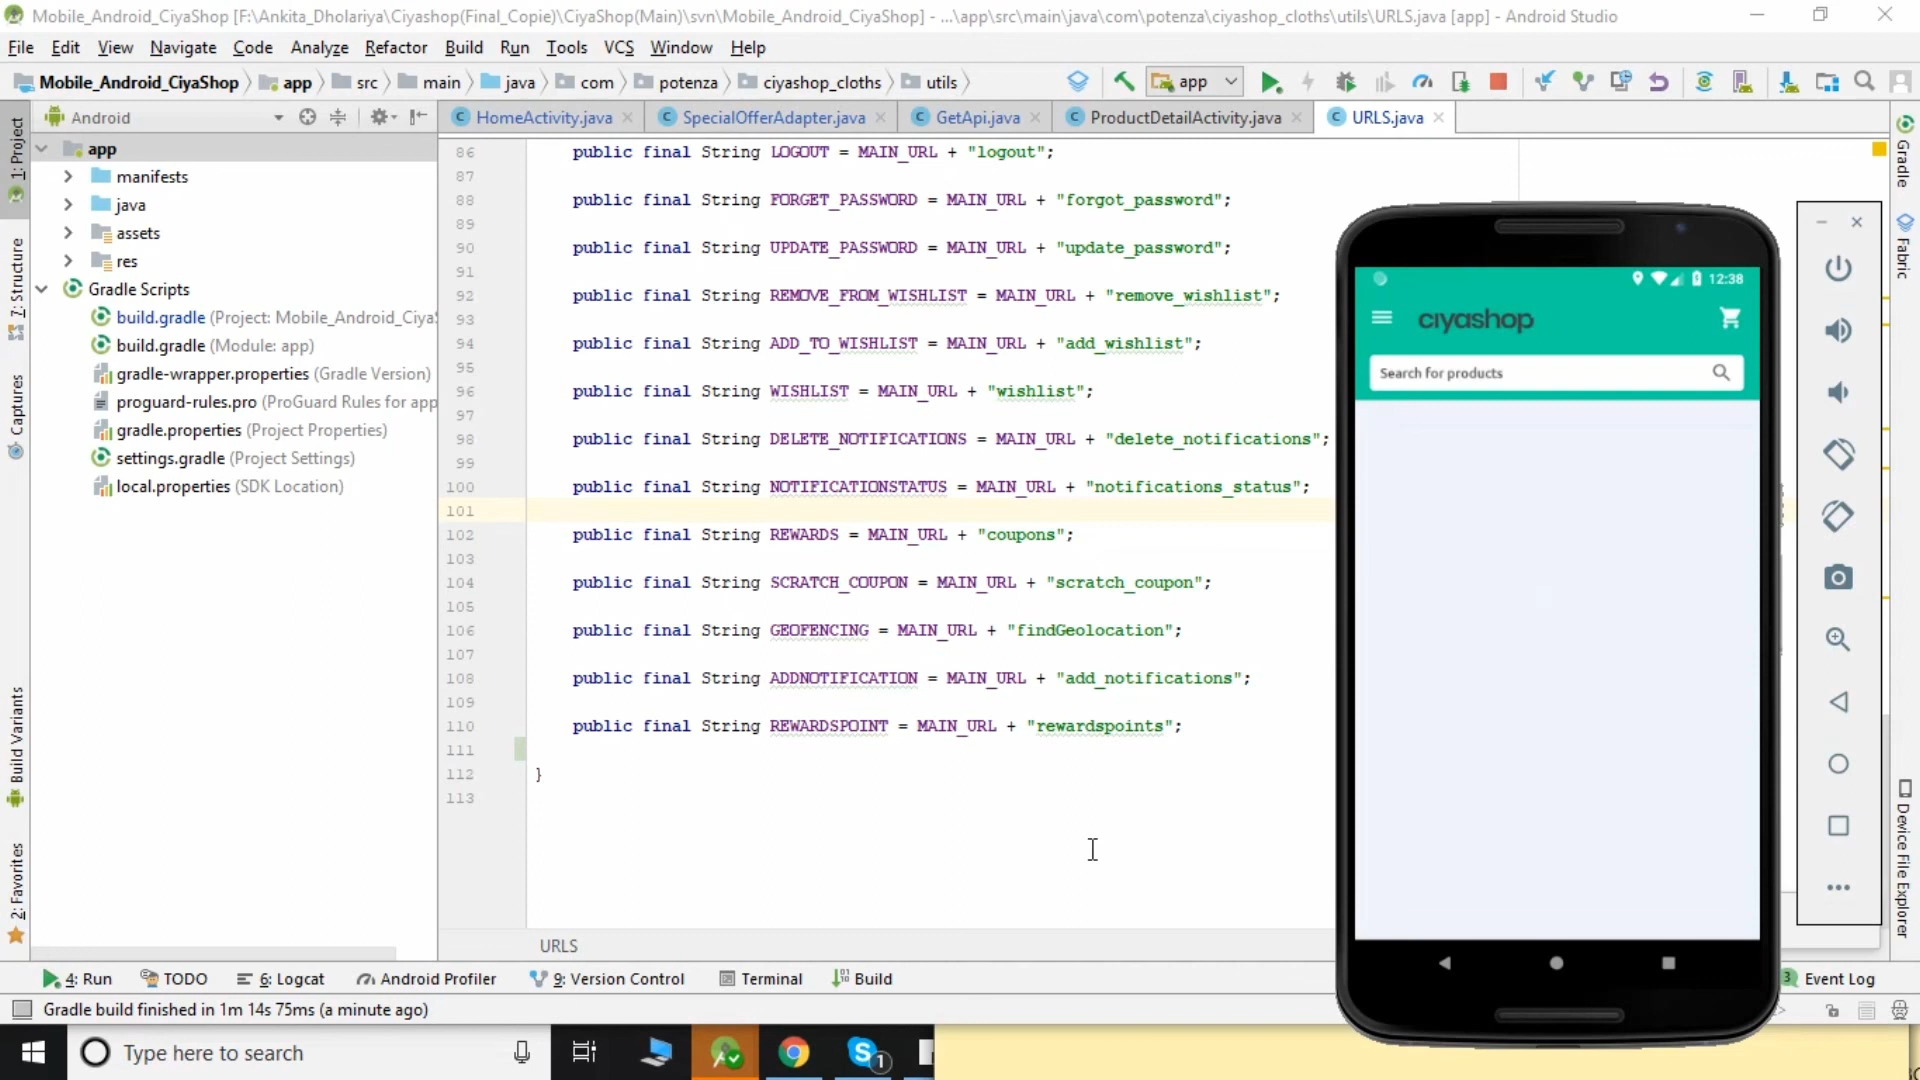 Mobile_Android_CiyaShop [F:\Ankita_Dholariya\Ciyashop(Final_Copie)\CiyaShop(Main)\svn\Mobile_Android_CiyaShop] - ...\app\src\main\java\com\potenza\ciyashop_cloths\utils\URLS.java [app] - Android Studio
File Edit View Navigate Code Analyze Refactor Build Run Tools VCS Window Help
Mobile_Android_CiyaShop app src main java com potenza ciyashop_cloths utils app
Android HomeActivity.java SpecialOfferAdapter.java GetApi.java ProductDetailActivity.java URLS.java
1: Project
7: Structure
Captures
Build Variants
2: Favorites
app
manifests
java
assets
res
Gradle Scripts
build.gradle (Project: Mobile_Android_Ciya
build.gradle (Module: app)
gradle-wrapper.properties (Gradle Version)
proguard-rules.pro (ProGuard Rules for app
gradle.properties (Project Properties)
settings.gradle (Project Settings)
local.properties (SDK Location)
86 public final String LOGOUT = MAIN_URL + "logout";
87
88 public final String FORGET_PASSWORD = MAIN_URL + "forgot_password";
89
90 public final String UPDATE_PASSWORD = MAIN_URL + "update_password";
91
92 public final String REMOVE_FROM_WISHLIST = MAIN_URL + "remove_wishlist";
93
94 public final String ADD_TO_WISHLIST = MAIN_URL + "add_wishlist";
95
96 public final String WISHLIST = MAIN_URL + "wishlist";
97
98 public final String DELETE_NOTIFICATIONS = MAIN_URL + "delete_notifications";
99
100 public final String NOTIFICATIONSTATUS = MAIN_URL + "notifications_status";
101
102 public final String REWARDS = MAIN_URL + "coupons";
103
104 public final String SCRATCH_COUPON = MAIN_URL + "scratch_coupon";
105
106 public final String GEOFENCING = MAIN_URL + "findGeolocation";
107
108 public final String ADDNOTIFICATION = MAIN_URL + "add_notifications";
109
110 public final String REWARDSPOINT = MAIN_URL + "rewardspoints";
111
112 }
113
URLS
12:38
ciyashop
Search for products
Gradle
Fabric
Device File Explorer
4: Run TODO 6: Logcat Android Profiler 9: Version Control Terminal Build 3 Event Log
Gradle build finished in 1m 14s 75ms (a minute ago)
Type here to search
1